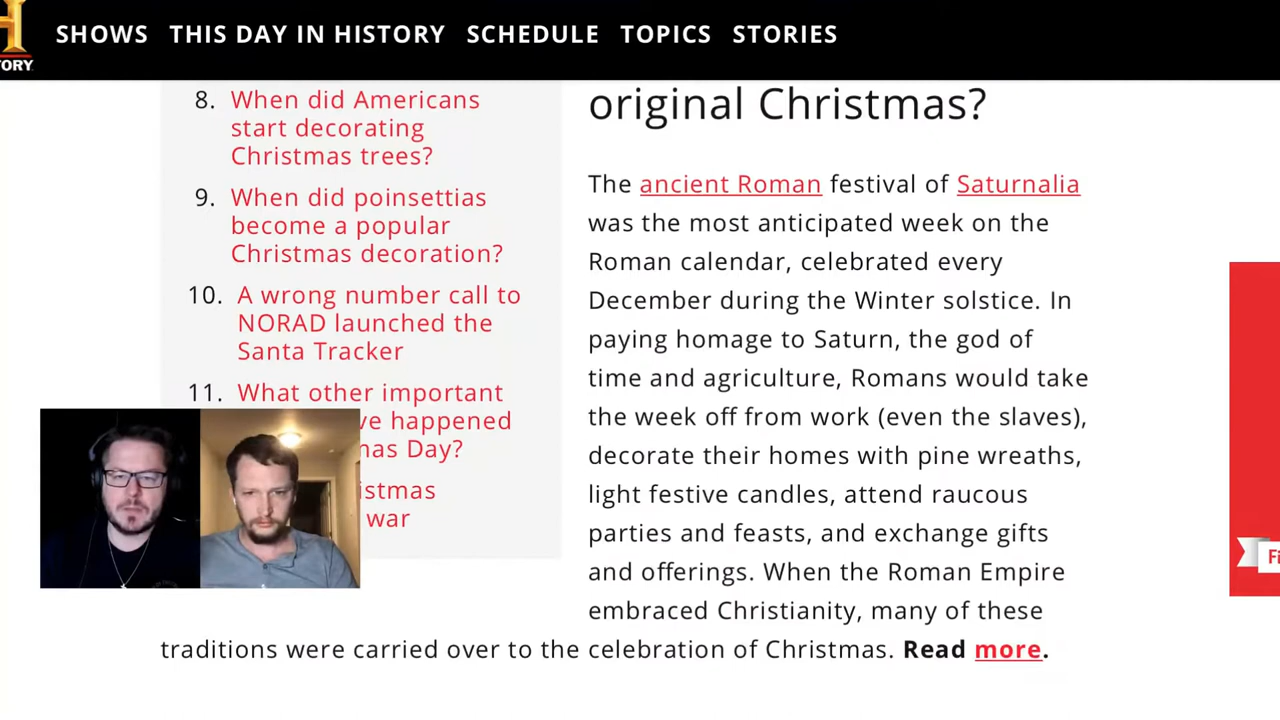 TORY
SHOWS THIS DAY IN HISTORY SCHEDULE TOPICS STORIES
8. When did Americans
start decorating
Christmas trees?
9. When did poinsettias
become a popular
Christmas decoration?
10. A wrong number call to
NORAD launched the
Santa Tracker
11. What other important
ve happened
mas Day?
istmas
war
original Christmas?
The ancient Roman festival of Saturnalia
was the most anticipated week on the
Roman calendar, celebrated every
December during the Winter solstice. In
paying homage to Saturn, the god of
time and agriculture, Romans would take
the week off from work (even the slaves),
decorate their homes with pine wreaths,
light festive candles, attend raucous
parties and feasts, and exchange gifts
and offerings. When the Roman Empire
embraced Christianity, many of these
traditions were carried over to the celebration of Christmas. Read more.
Fi